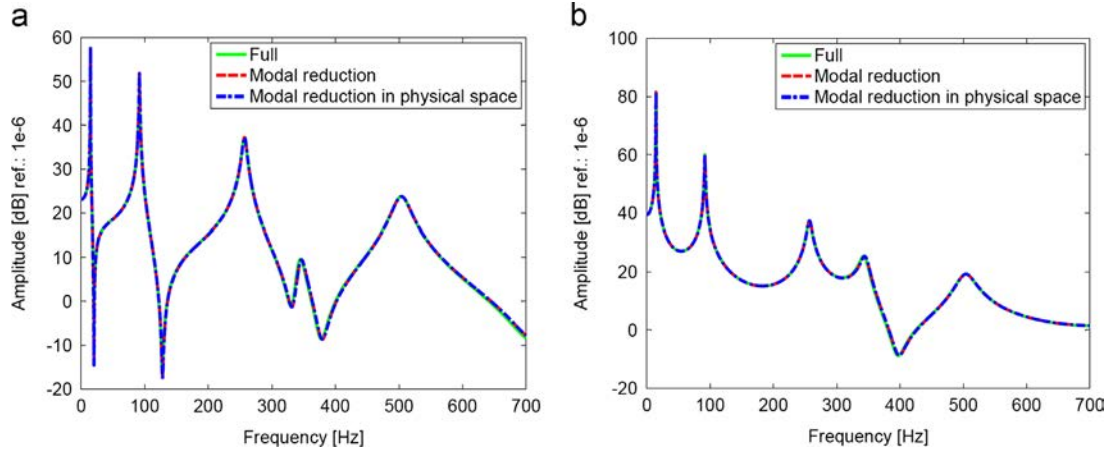 a
60
50
40
30
20
10
0
-10
-20
Amplitude [dB] ref.: 1e-6
Full
Modal reduction
Modal reduction in physical space
0 100 200 300 400 500 600 700
Frequency [Hz]
b
100
80
60
40
20
0
-20
Amplitude [dB] ref.: 1e-6
Full
Modal reduction
Modal reduction in physical space
0 100 200 300 400 500 600 700
Frequency [Hz]